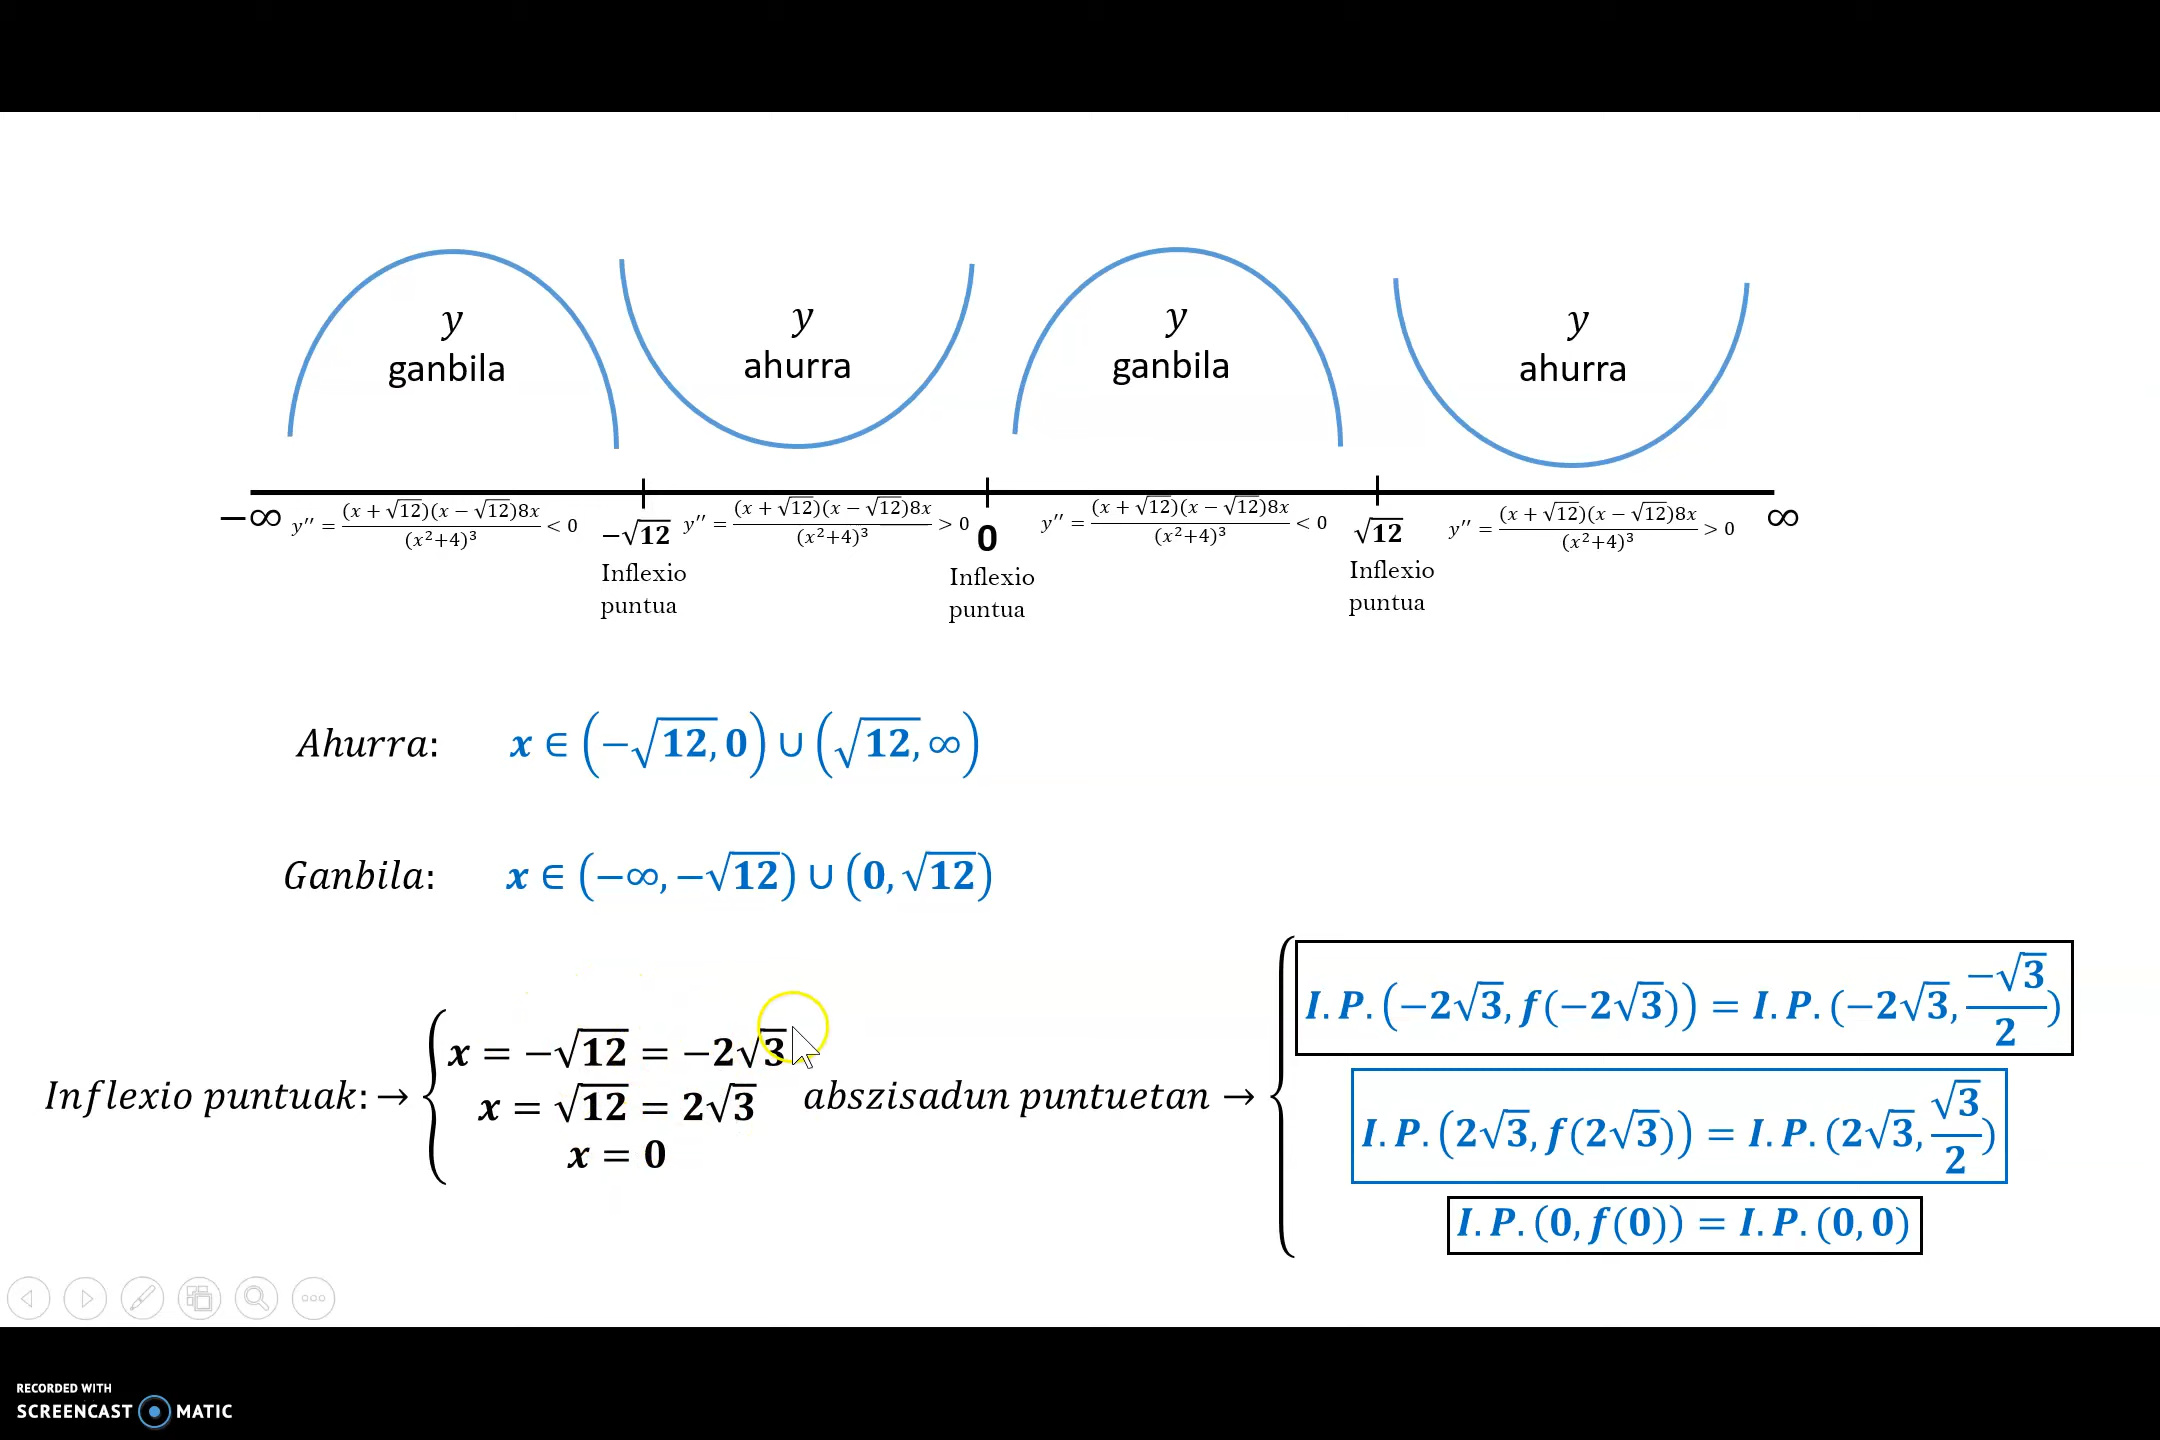 y
ganbila
y
ahurra
y
ganbila
y
ahurra
−∞ y′′ = (x + √12)(x − √12)8x / (x²+4)³ < 0 −√12 y′′ = (x + √12)(x − √12)8x / (x²+4)³ > 0 0 y′′ = (x + √12)(x − √12)8x / (x²+4)³ < 0 √12 y′′ = (x + √12)(x − √12)8x / (x²+4)³ > 0 ∞
Inflexio
puntua
Inflexio
puntua
Inflexio
puntua
Ahurra: x ∈ (−√12, 0) ∪ (√12, ∞)
Ganbila: x ∈ (−∞, −√12) ∪ (0, √12)
Inflexio puntuak: →
x = −√12 = −2√3
x = √12 = 2√3
x = 0
abszisadun puntuetan →
I.P.(−2√3, f(−2√3)) = I.P.(−2√3, −√3/2)
I.P.(2√3, f(2√3)) = I.P.(2√3, √3/2)
I.P.(0, f(0)) = I.P.(0, 0)
RECORDED WITH
SCREENCAST MATIC